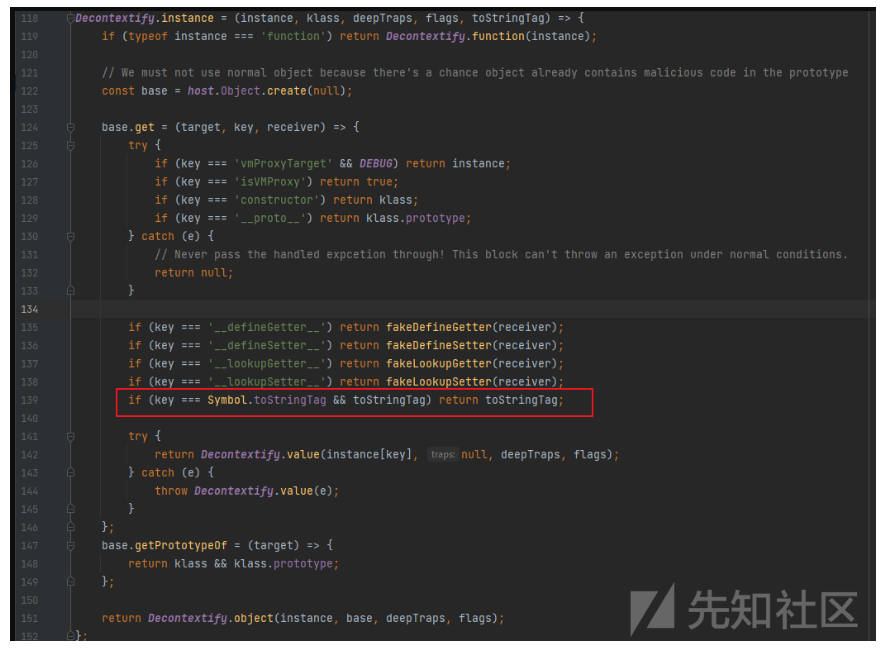 118 Decontextify.instance = (instance, klass, deepTraps, flags, toStringTag) => {
119 if (typeof instance === 'function') return Decontextify.function(instance);
120
121 // We must not use normal object because there's a chance object already contains malicious code in the prototype
122 const base = host.Object.create(null);
123
124 base.get = (target, key, receiver) => {
125 try {
126 if (key === 'vmProxyTarget' && DEBUG) return instance;
127 if (key === 'isVMProxy') return true;
128 if (key === 'constructor') return klass;
129 if (key === '__proto__') return klass.prototype;
130 } catch (e) {
131 // Never pass the handled expcetion through! This block can't throw an exception under normal conditions.
132 return null;
133 }
134
135 if (key === '__defineGetter__') return fakeDefineGetter(receiver);
136 if (key === '__defineSetter__') return fakeDefineSetter(receiver);
137 if (key === '__lookupGetter__') return fakeLookupGetter(receiver);
138 if (key === '__lookupSetter__') return fakeLookupSetter(receiver);
139 if (key === Symbol.toStringTag && toStringTag) return toStringTag;
140
141 try {
142 return Decontextify.value(instance[key], traps: null, deepTraps, flags);
143 } catch (e) {
144 throw Decontextify.value(e);
145 }
146 };
147 base.getPrototypeOf = (target) => {
148 return klass && klass.prototype;
149 };
150
151 return Decontextify.object(instance, base, deepTraps, flags);
152 };
先知社区